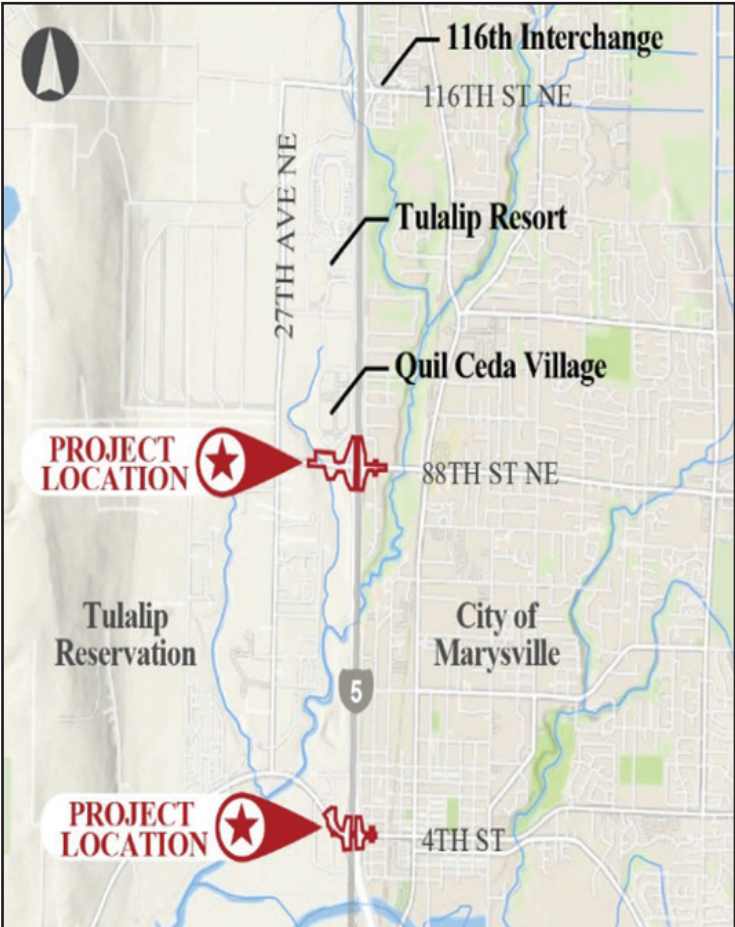 116th Interchange
116TH ST NE
27TH AVE NE
Tulalip Resort
Quil Ceda Village
PROJECT
LOCATION
88TH ST NE
Tulalip
Reservation
City of
Marysville
5
PROJECT
LOCATION
4TH ST